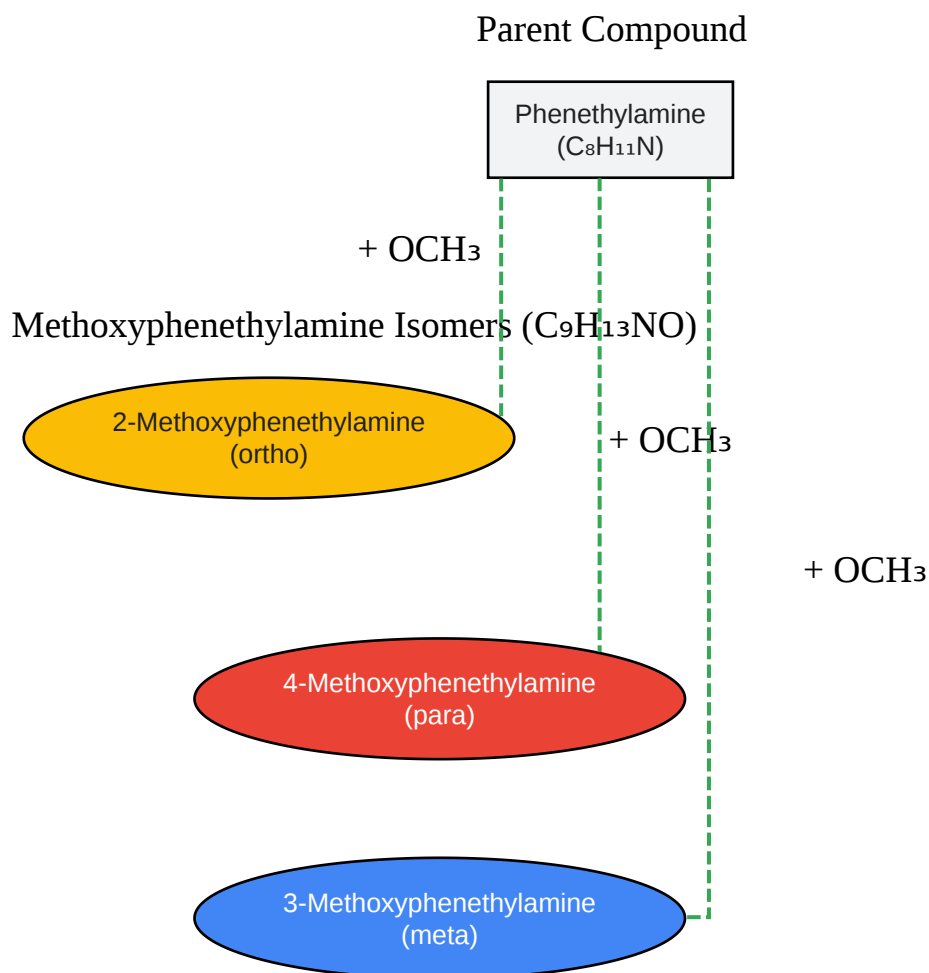 Parent Compound
Phenethylamine
(C₈H₁₁N)
+ OCH₃
Methoxyphenethylamine Isomers (C₉H₁₃NO)
2-Methoxyphenethylamine
(ortho)
+ OCH₃
+ OCH₃
4-Methoxyphenethylamine
(para)
3-Methoxyphenethylamine
(meta)